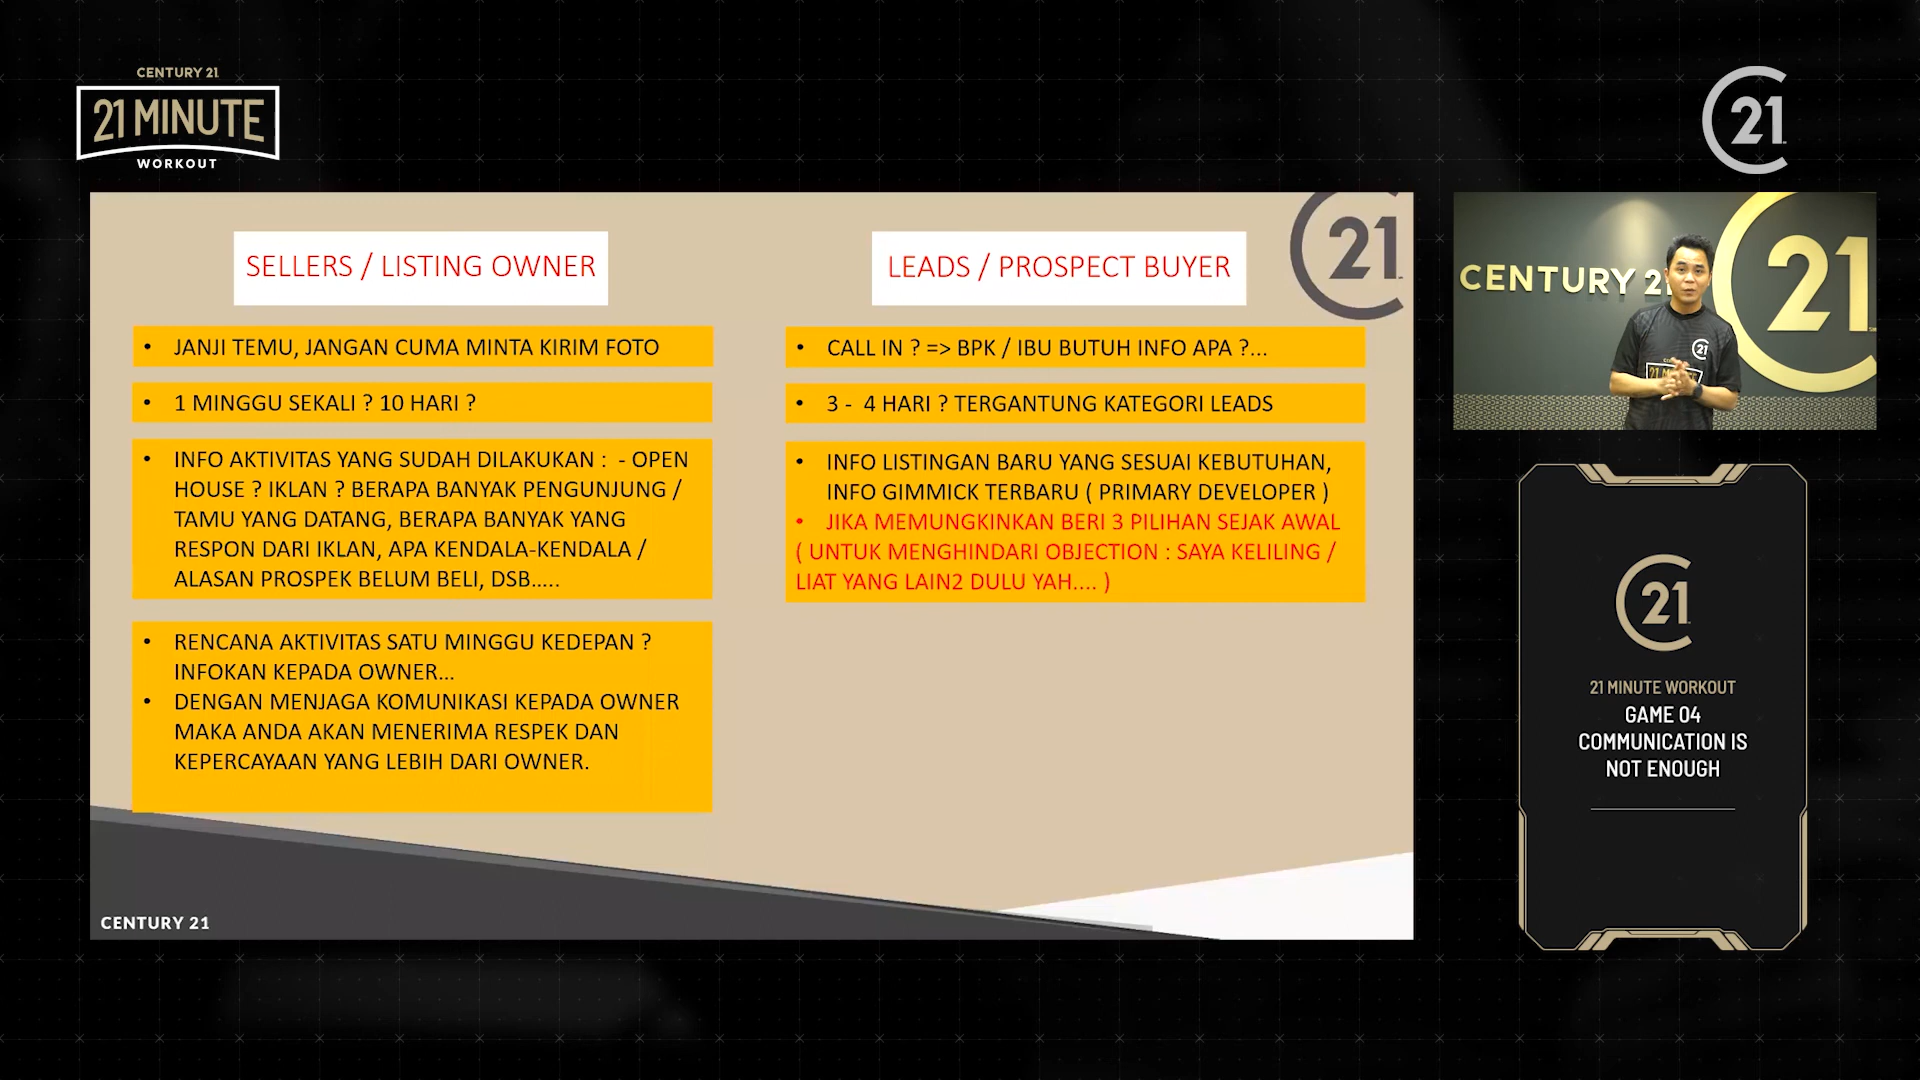 CENTURY 21
21 MINUTE
WORKOUT
21
SELLERS / LISTING OWNER
• JANJI TEMU, JANGAN CUMA MINTA KIRIM FOTO
• 1 MINGGU SEKALI ? 10 HARI ?
• INFO AKTIVITAS YANG SUDAH DILAKUKAN : - OPEN
HOUSE ? IKLAN ? BERAPA BANYAK PENGUNJUNG /
TAMU YANG DATANG, BERAPA BANYAK YANG
RESPON DARI IKLAN, APA KENDALA-KENDALA /
ALASAN PROSPEK BELUM BELI, DSB.....
• RENCANA AKTIVITAS SATU MINGGU KEDEPAN ?
INFOKAN KEPADA OWNER...
• DENGAN MENJAGA KOMUNIKASI KEPADA OWNER
MAKA ANDA AKAN MENERIMA RESPEK DAN
KEPERCAYAAN YANG LEBIH DARI OWNER.
LEADS / PROSPECT BUYER
21
• CALL IN ? => BPK / IBU BUTUH INFO APA ?...
• 3 - 4 HARI ? TERGANTUNG KATEGORI LEADS
• INFO LISTINGAN BARU YANG SESUAI KEBUTUHAN,
INFO GIMMICK TERBARU ( PRIMARY DEVELOPER )
• JIKA MEMUNGKINKAN BERI 3 PILIHAN SEJAK AWAL
( UNTUK MENGHINDARI OBJECTION : SAYA KELILING /
LIAT YANG LAIN2 DULU YAH.... )
CENTURY 21
CENTURY 2
21
21
21
21 MINUTE WORKOUT
GAME 04
COMMUNICATION IS
NOT ENOUGH